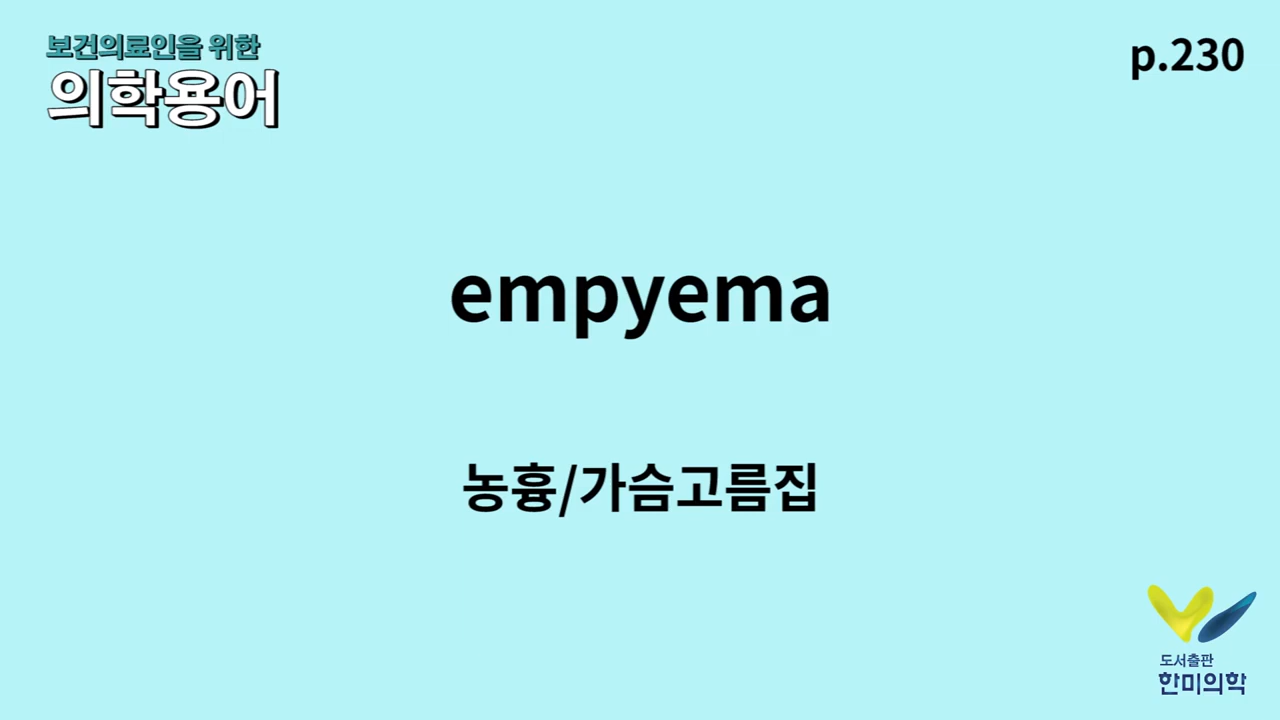 보건의료인을 위한
의학용어
p.230
empyema
농흉/가슴고름집
도서출판
한미의학